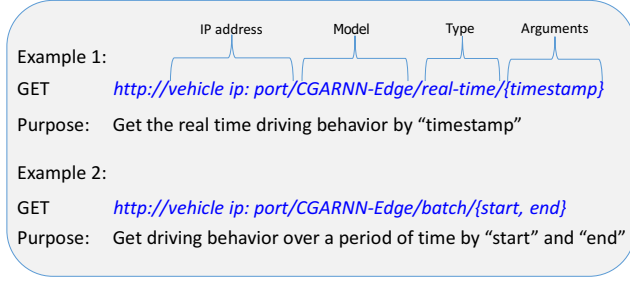 IP address Model Type Arguments
Example 1:
GET http://vehicle ip: port/CGARNN-Edge/real-time/{timestamp}
Purpose: Get the real time driving behavior by “timestamp”
Example 2:
GET http://vehicle ip: port/CGARNN-Edge/batch/{start, end}
Purpose: Get driving behavior over a period of time by “start” and “end”